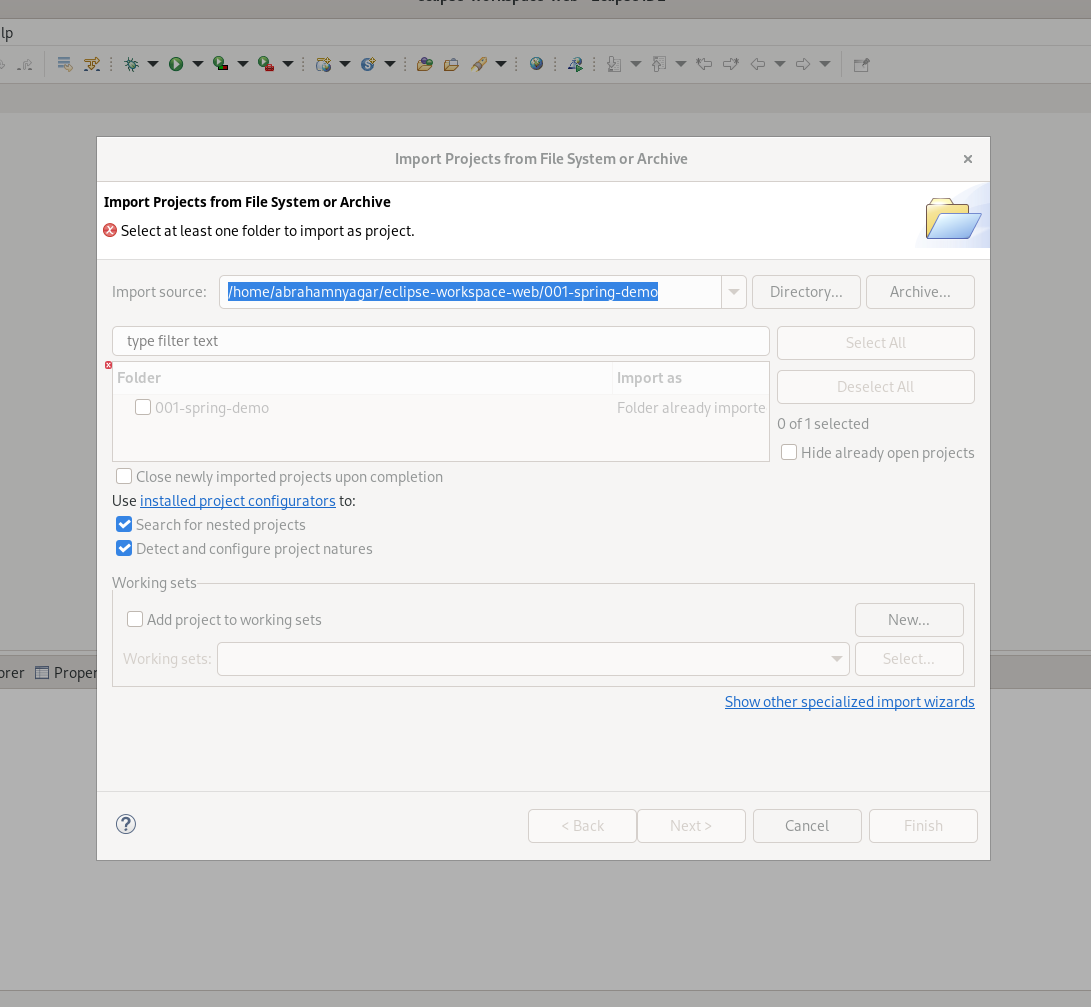 lp
Import Projects from File System or Archive
Import Projects from File System or Archive
Select at least one folder to import as project.
Import source: /home/abrahamnyagar/eclipse-workspace-web/001-spring-demo Directory... Archive...
type filter text Select All
Folder Import as
Deselect All
001-spring-demo Folder already importe
0 of 1 selected
Hide already open projects
Close newly imported projects upon completion
Use installed project configurators to:
Search for nested projects
Detect and configure project natures
Working sets
Add project to working sets New...
Working sets: Select...
orer Proper
Show other specialized import wizards
? < Back Next > Cancel Finish